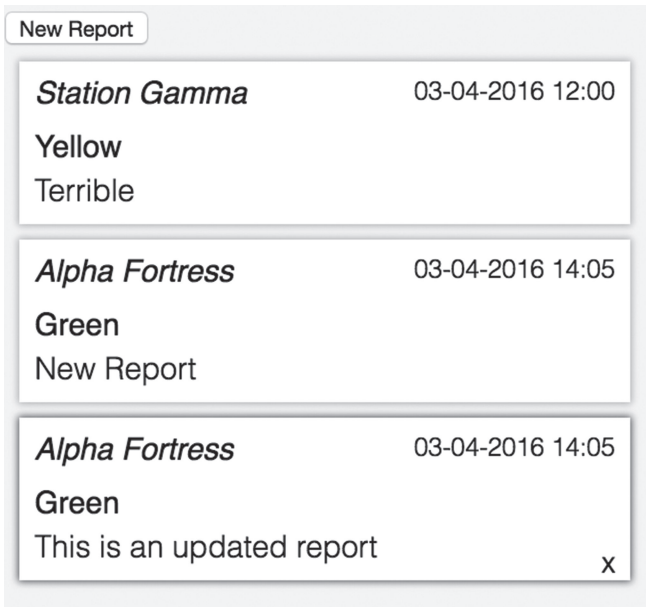 New Report
Station Gamma 03-04-2016 12:00
Yellow
Terrible
Alpha Fortress 03-04-2016 14:05
Green
New Report
Alpha Fortress 03-04-2016 14:05
Green
This is an updated report
x